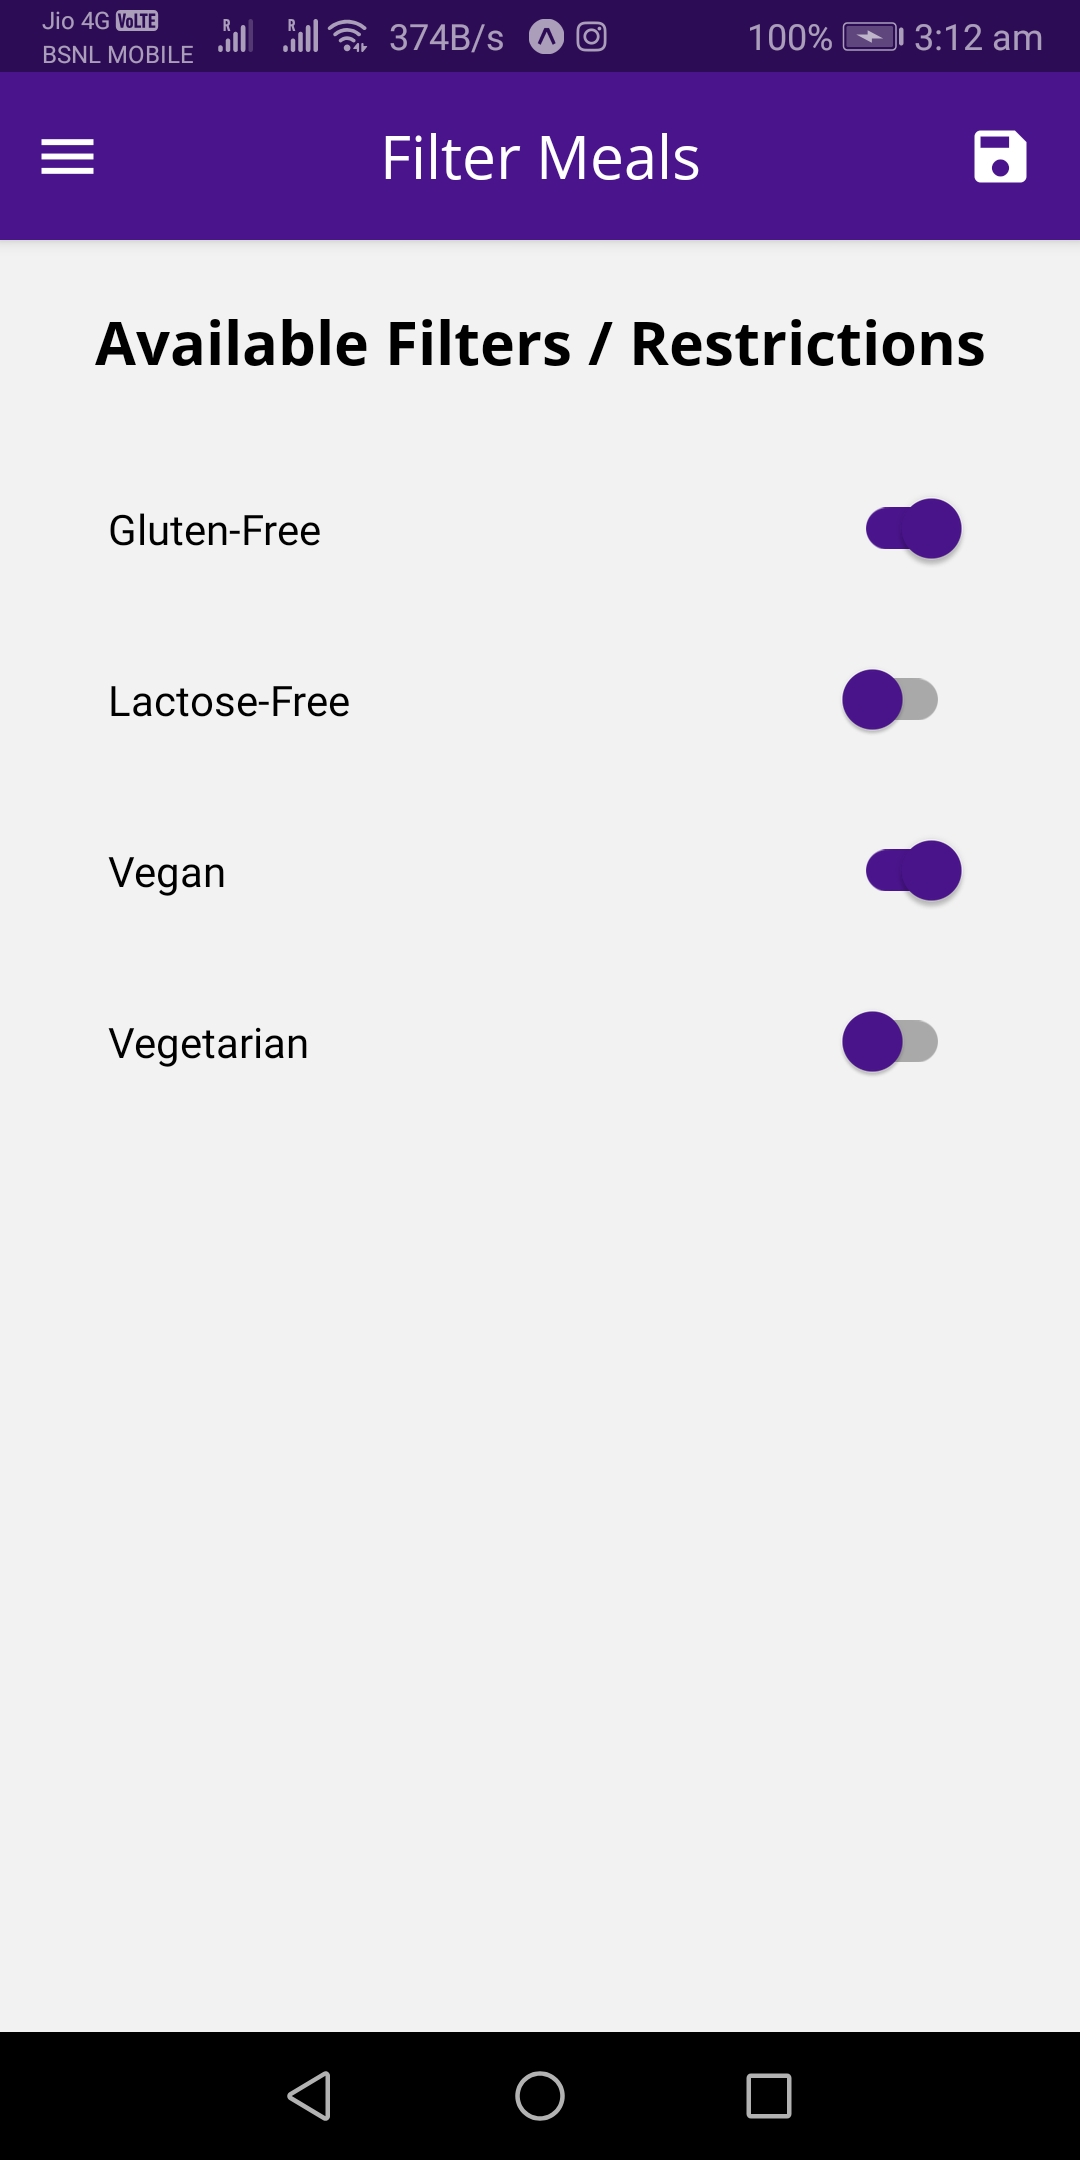 Jio 4G VoLTE
BSNL MOBILE
R R 374B/s 100% 3:12 am
Filter Meals
Available Filters / Restrictions
Gluten-Free
Lactose-Free
Vegan
Vegetarian